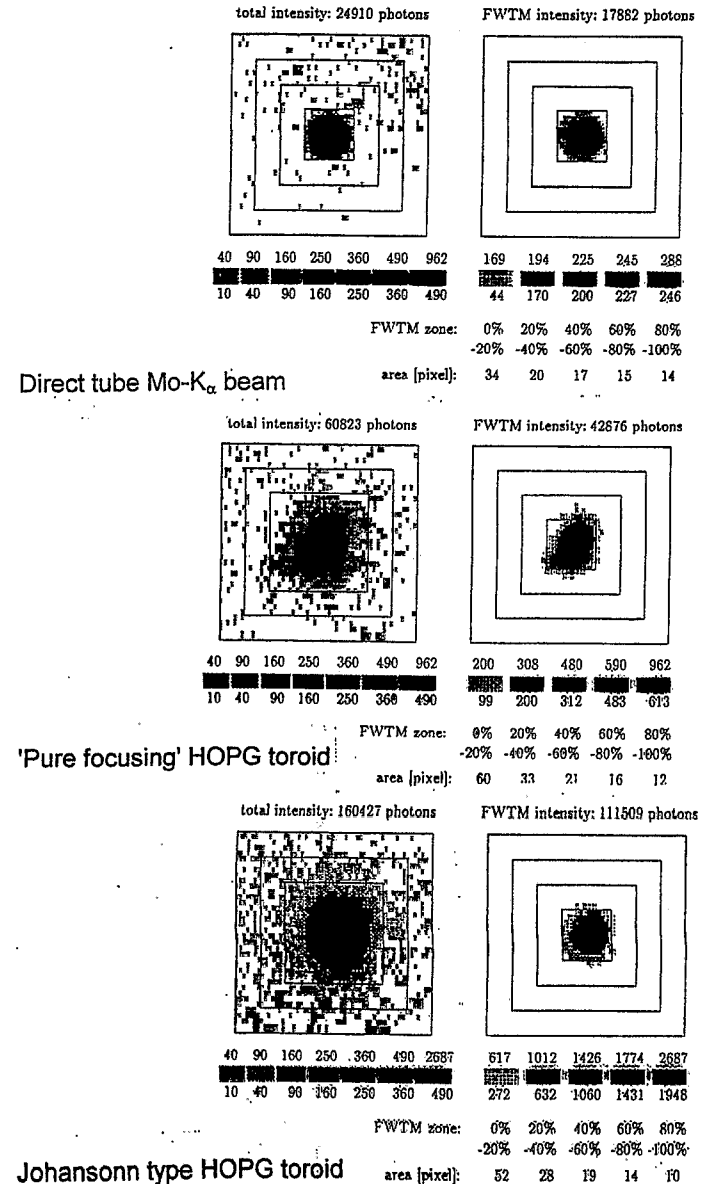 total intensity: 24910 photons FWTM intensity: 17882 photons
40 90 160 250 360 490 962 169 194 225 245 288
10 40 90 160 250 360 490 44 170 200 227 246
FWTM zone: 0% 20% 40% 60% 80%
-20% -40% -60% -80% -100%
Direct tube Mo-Kα beam area [pixel]: 34 20 17 15 14
total intensity: 60823 photons FWTM intensity: 42876 photons
40 90 160 250 360 490 962 200 308 480 590 962
10 40 90 160 250 360 490 99 200 312 483 613
FWTM zone: 0% 20% 40% 60% 80%
'Pure focusing' HOPG toroid -20% -40% -60% -80% -100%
area [pixel]: 60 33 21 16 12
total intensity: 160427 photons FWTM intensity: 111509 photons
40 90 160 250 360 490 2687 617 1012 1426 1774 2687
10 40 90 160 250 360 490 272 632 1060 1431 1948
FWTM zone: 0% 20% 40% 60% 80%
-20% -40% -60% -80% -100%
Johansonn type HOPG toroid area [pixel]: 52 28 19 14 10